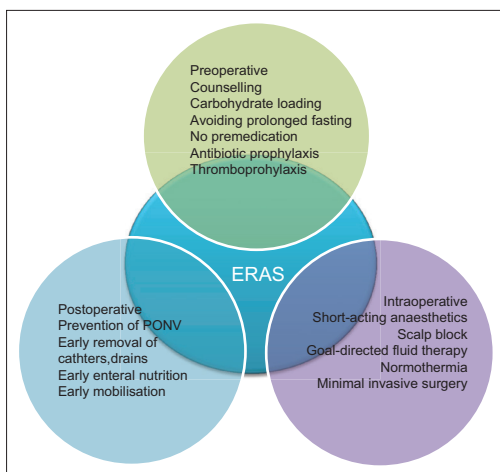 Preoperative
Counselling
Carbohydrate loading
Avoiding prolonged fasting
No premedication
Antibiotic prophylaxis
Thromboprohylaxis
ERAS
Postoperative
Prevention of PONV
Early removal of
cathters,drains
Early enteral nutrition
Early mobilisation
Intraoperative
Short-acting anaesthetics
Scalp block
Goal-directed fluid therapy
Normothermia
Minimal invasive surgery